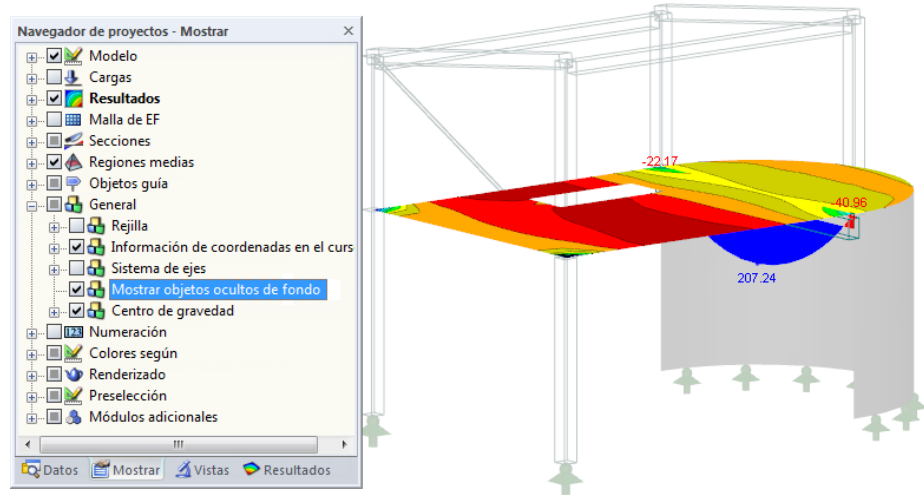 Navegador de proyectos - Mostrar
Modelo
Cargas
Resultados
Malla de EF
Secciones
Regiones medias
Objetos guía
General
Rejilla
Información de coordenadas en el curs
Sistema de ejes
Mostrar objetos ocultos de fondo
Centro de gravedad
Numeración
Colores según
Renderizado
Preselección
Módulos adicionales
Datos Mostrar Vistas Resultados
-22.17
-40.96
207.24
123